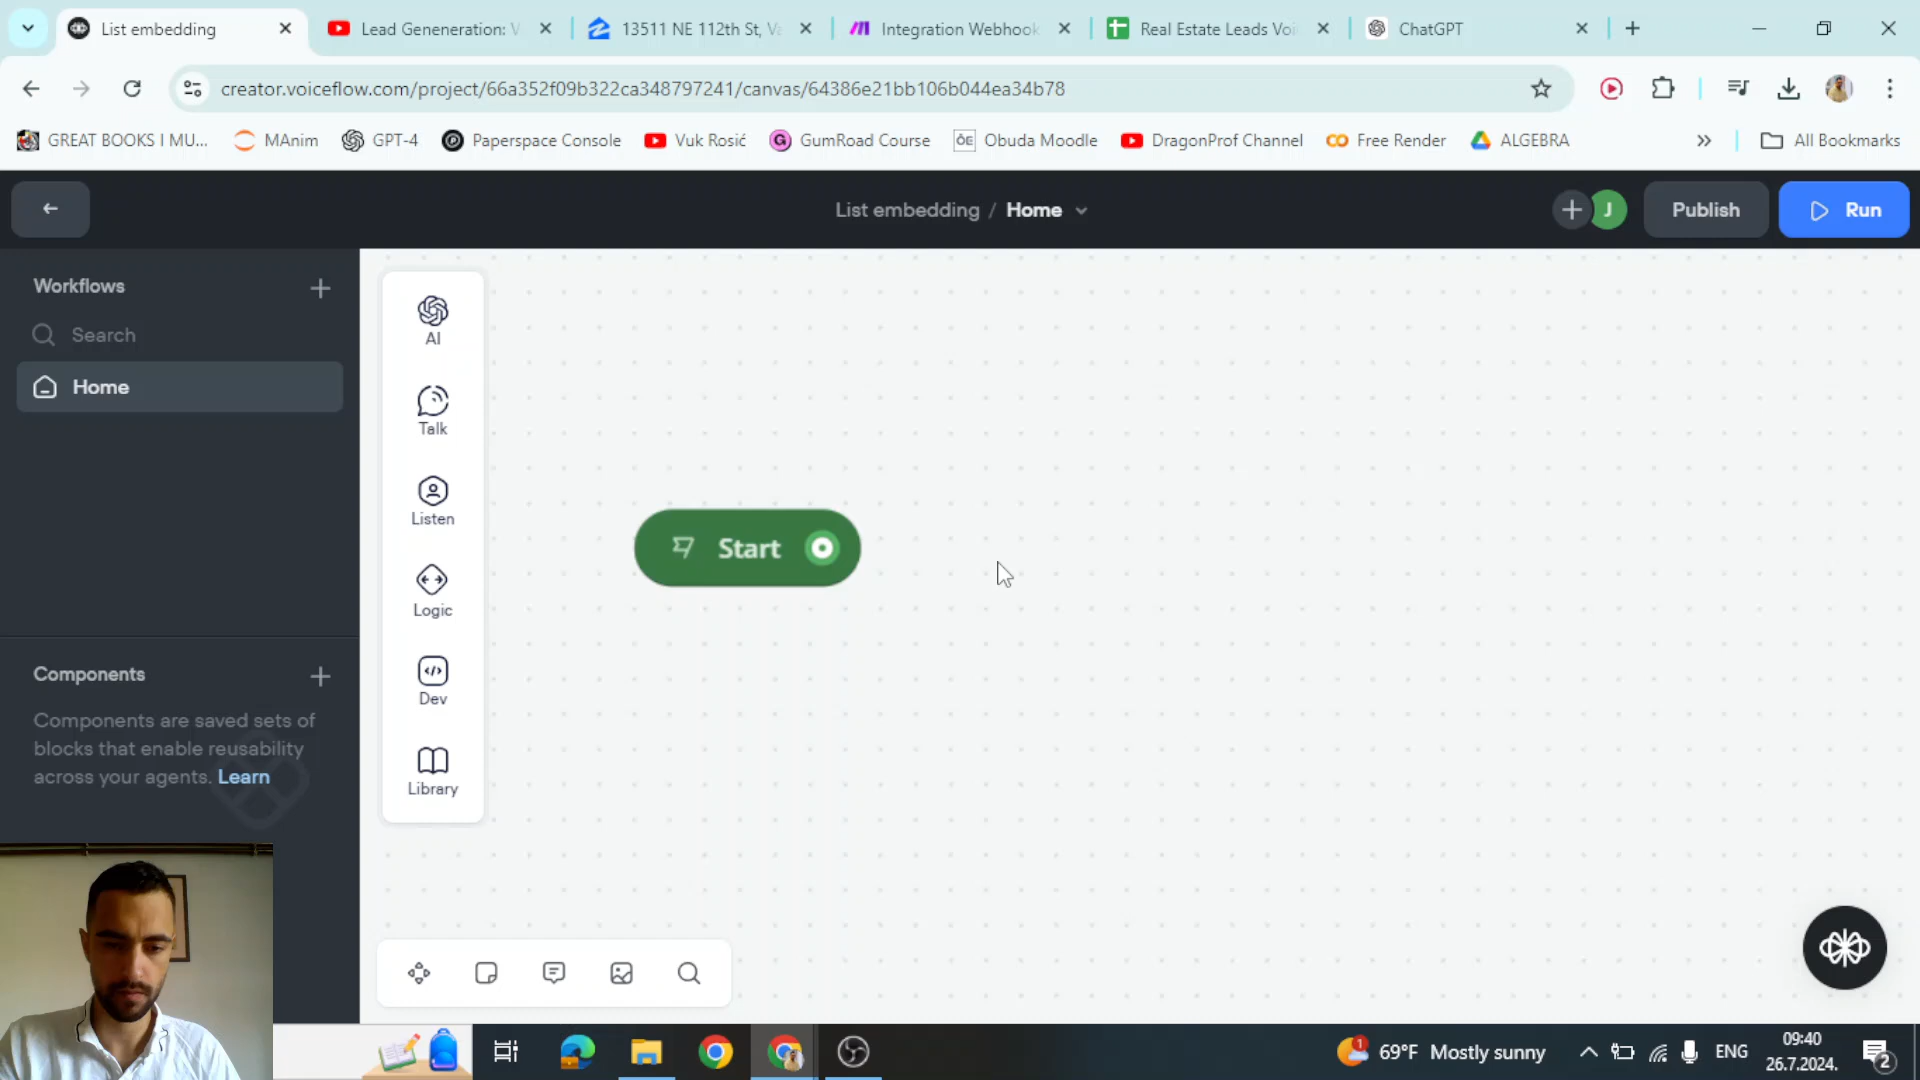 List embedding
Lead Geneneration: V
13511 NE 112th St, Va
Integration Webhook
Real Estate Leads Voi
ChatGPT
creator.voiceflow.com/project/66a352f09b322ca348797241/canvas/64386e21bb106b044ea34b78
GREAT BOOKS I MU...
MAnim
GPT-4
Paperspace Console
Vuk Rosić
GumRoad Course
Obuda Moodle
DragonProf Channel
Free Render
ALGEBRA
All Bookmarks
List embedding / Home
J
Publish
Run
Workflows
Search
Home
AI
Talk
Listen
Logic
Dev
Library
Start
Components
Components are saved sets of
blocks that enable reusability
across your agents. Learn
1
69°F Mostly sunny
ENG
09:40
26.7.2024.
2